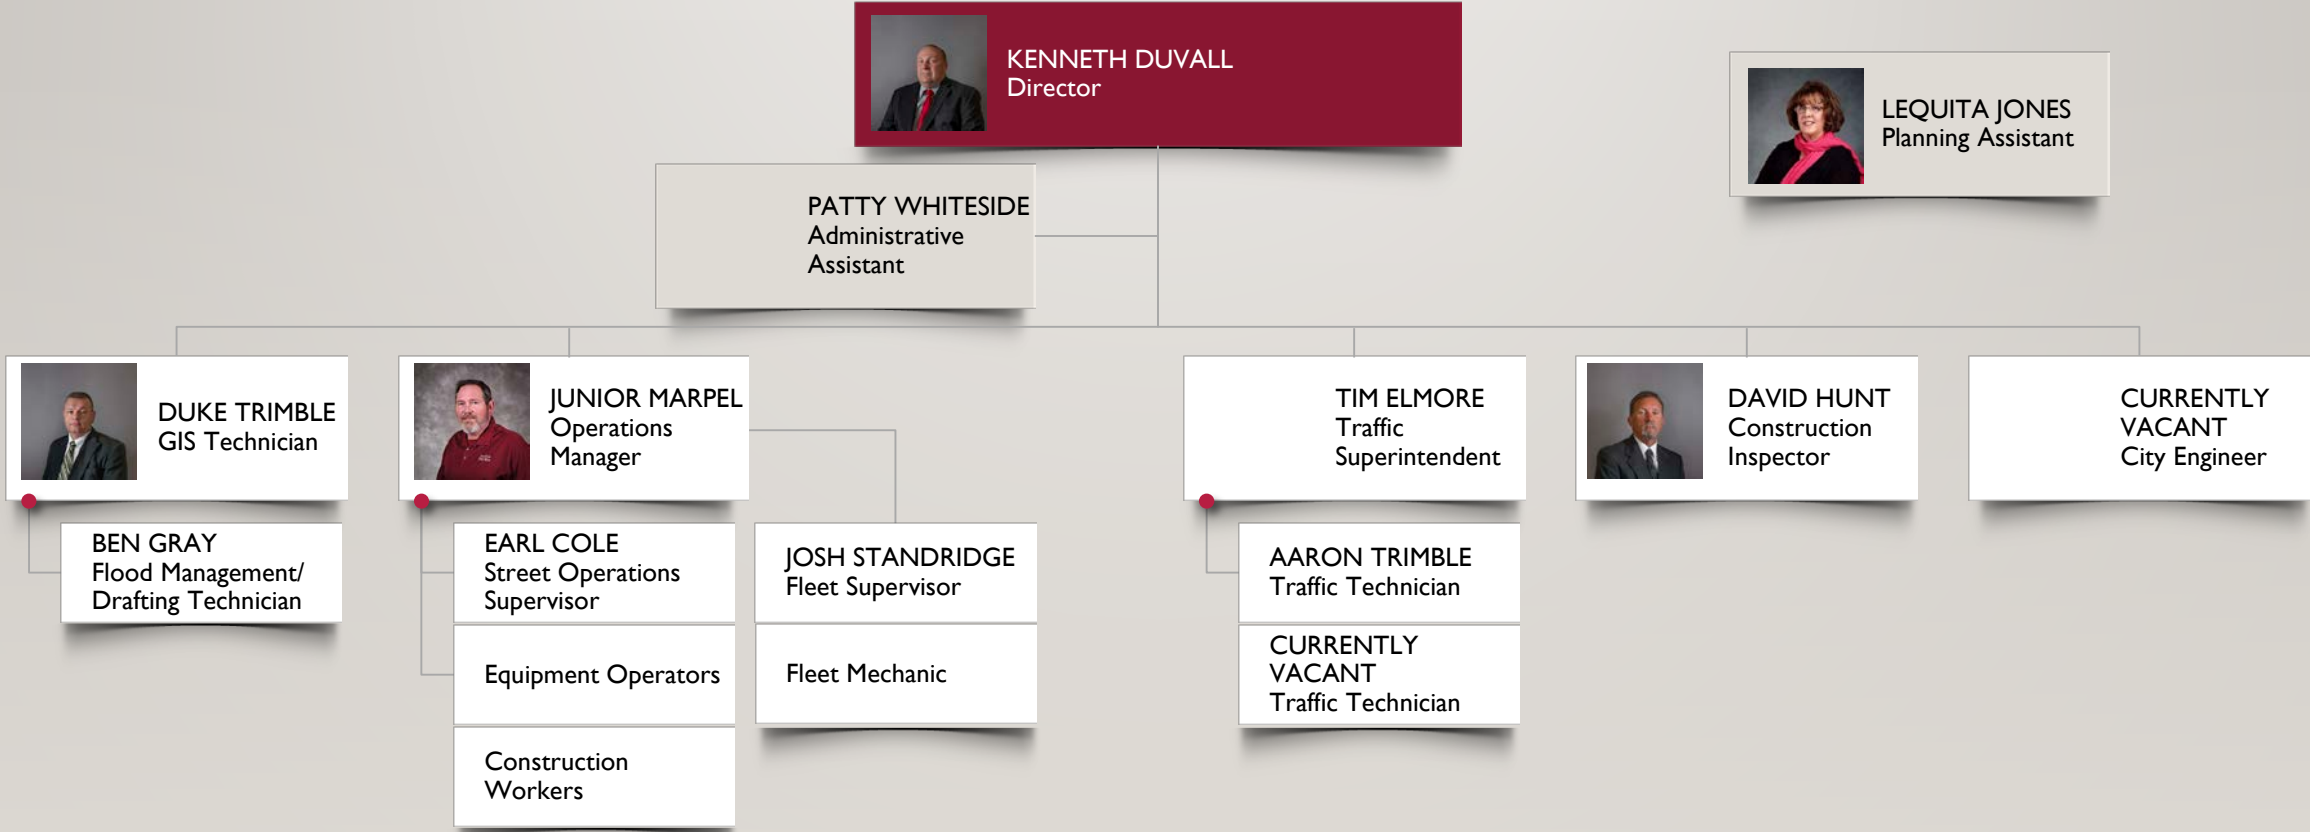 KENNETH DUVALL
Director
LEQUITA JONES
Planning Assistant
PATTY WHITESIDE
Administrative
Assistant
DUKE TRIMBLE
GIS Technician
JUNIOR MARPEL
Operations
Manager
TIM ELMORE
Traffic
Superintendent
DAVID HUNT
Construction
Inspector
CURRENTLY
VACANT
City Engineer
BEN GRAY
Flood Management/
Drafting Technician
EARL COLE
Street Operations
Supervisor
JOSH STANDRIDGE
Fleet Supervisor
AARON TRIMBLE
Traffic Technician
Equipment Operators
Fleet Mechanic
CURRENTLY
VACANT
Traffic Technician
Construction
Workers